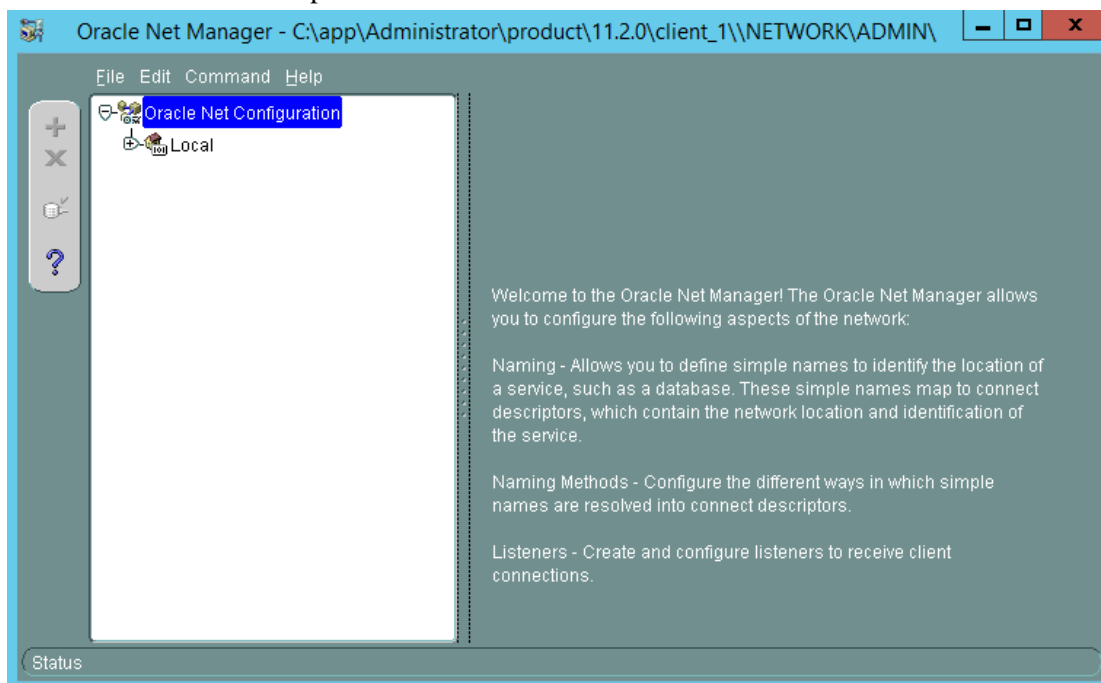 Oracle Net Manager - C:\app\Administrator\product\11.2.0\client_1\\NETWORK\ADMIN\
File Edit Command Help
Oracle Net Configuration
Local
Welcome to the Oracle Net Manager! The Oracle Net Manager allows
you to configure the following aspects of the network:
Naming - Allows you to define simple names to identify the location of
a service, such as a database. These simple names map to connect
descriptors, which contain the network location and identification of
the service.
Naming Methods - Configure the different ways in which simple
names are resolved into connect descriptors.
Listeners - Create and configure listeners to receive client
connections.
Status